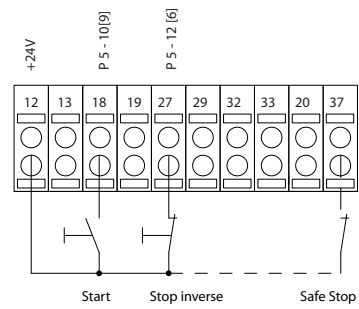 +24V
P 5 - 10[9]
P 5 - 12 [6]
12 13 18 19 27 29 32 33 20 37
Start Stop inverse Safe Stop